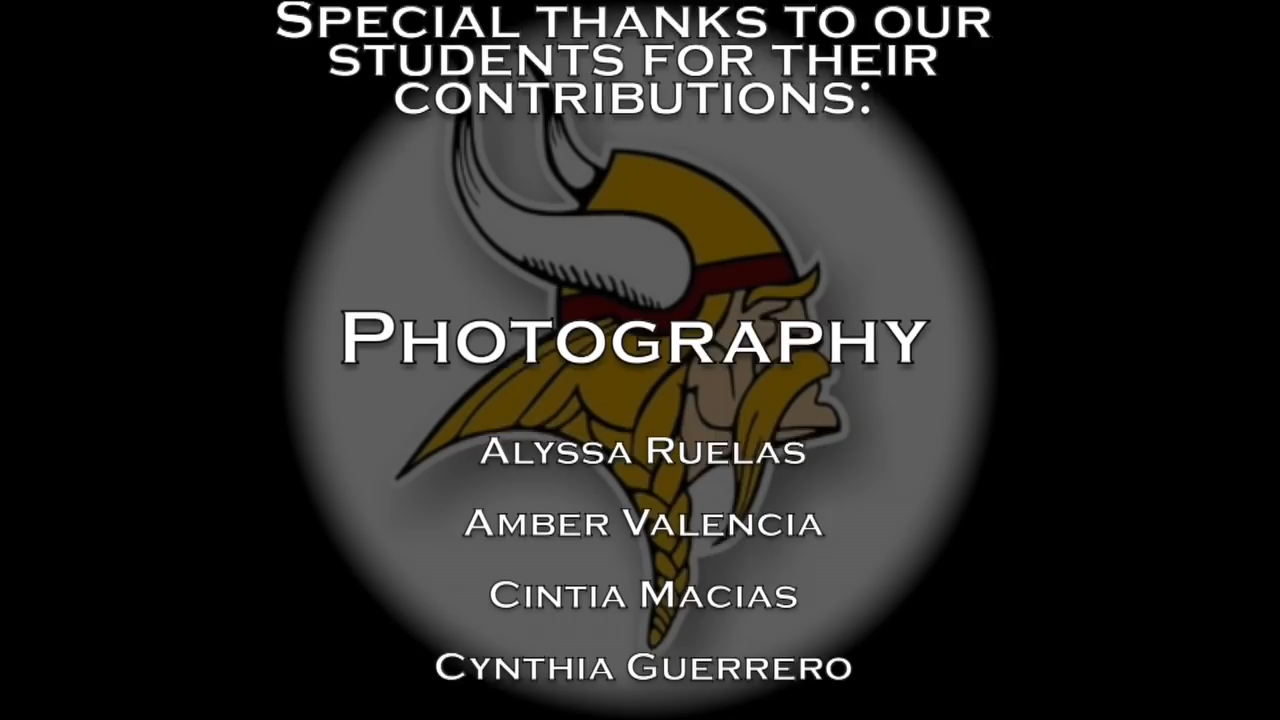 Special thanks to our
students for their
contributions:
Photography
Alyssa Ruelas
Amber Valencia
Cintia Macias
Cynthia Guerrero